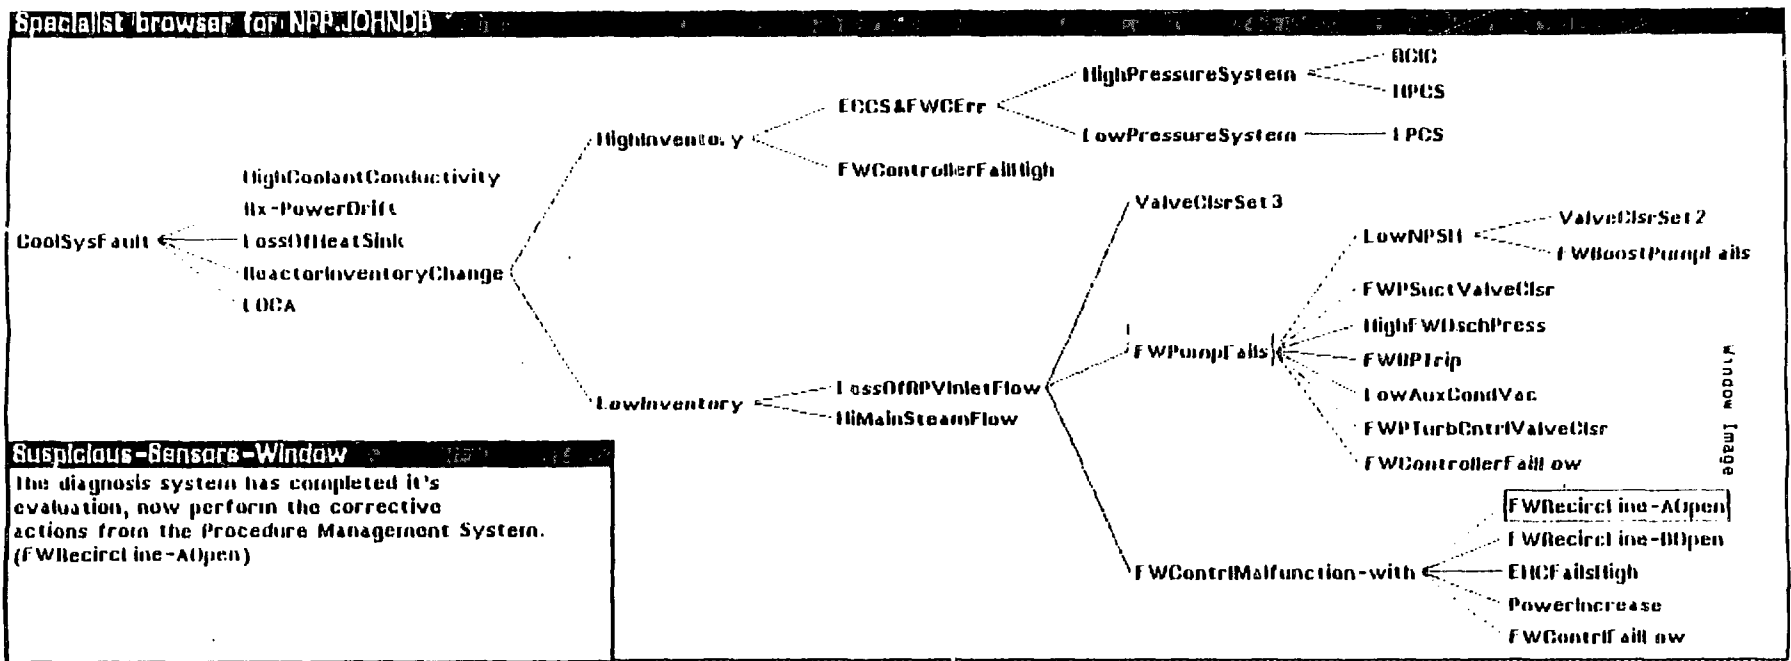 Specialist browser for NPP.JOHNDB
CoolSysFault
HighCoolantConductivity
Rx-PowerDrift
LossOfHeatSink
ReactorInventoryChange
LOCA
HighInventory
LowInventory
ECCS&FWCErr
FWControllerFailHigh
LossOfRPVInletFlow
HiMainSteamFlow
HighPressureSystem
LowPressureSystem
RCIC
HPCS
LPCS
ValveClsrSet3
FWPumpFails
FWContrlMalfunction-with
LowNPSH
FWPSuctValveClsr
HighFWDschPress
FWRPTrip
LowAuxCondVac
FWPTurbCntrlValveClsr
FWControllerFailLow
ValveClsrSet2
FWBoostPumpFails
FWRecircLine-AOpen
FWRecircLine-BOpen
EHCFailsHigh
PowerIncrease
FWContrlFailLow
Window Image
Suspicious-Sensors-Window
The diagnosis system has completed it's
evaluation, now perform the corrective
actions from the Procedure Management System.
(FWRecircLine-AOpen)